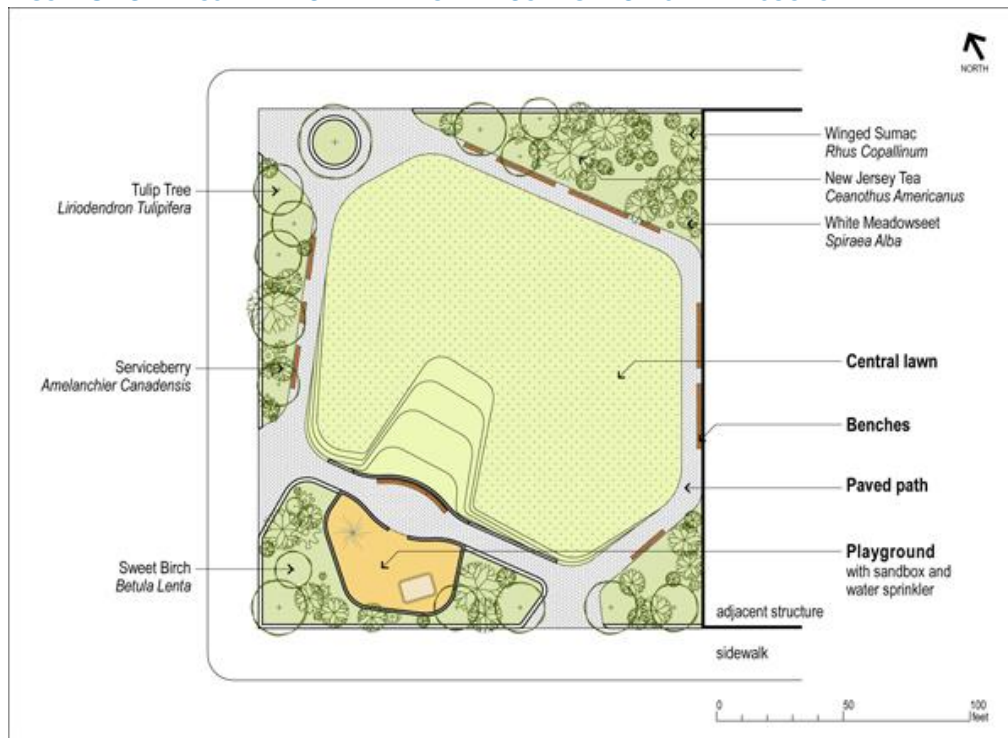 NORTH
Winged Sumac
Rhus Copallinum
New Jersey Tea
Ceanothus Americanus
White Meadowseet
Spiraea Alba
Tulip Tree
Liriodendron Tulipifera
Serviceberry
Amelanchier Canadensis
Central lawn
Benches
Paved path
Playground
with sandbox and
water sprinkler
Sweet Birch
Betula Lenta
adjacent structure
sidewalk
0 50 100
feet